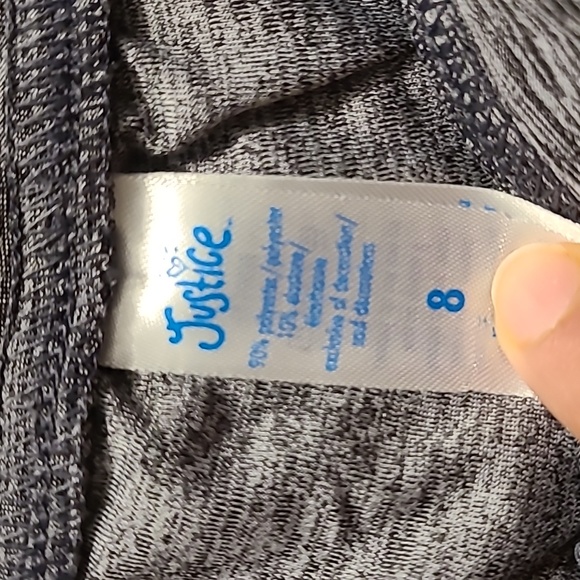 Justice
90% polyester / polyester
10% elastane /
élasthanne
exclusive of decoration /
sauf décorations
8